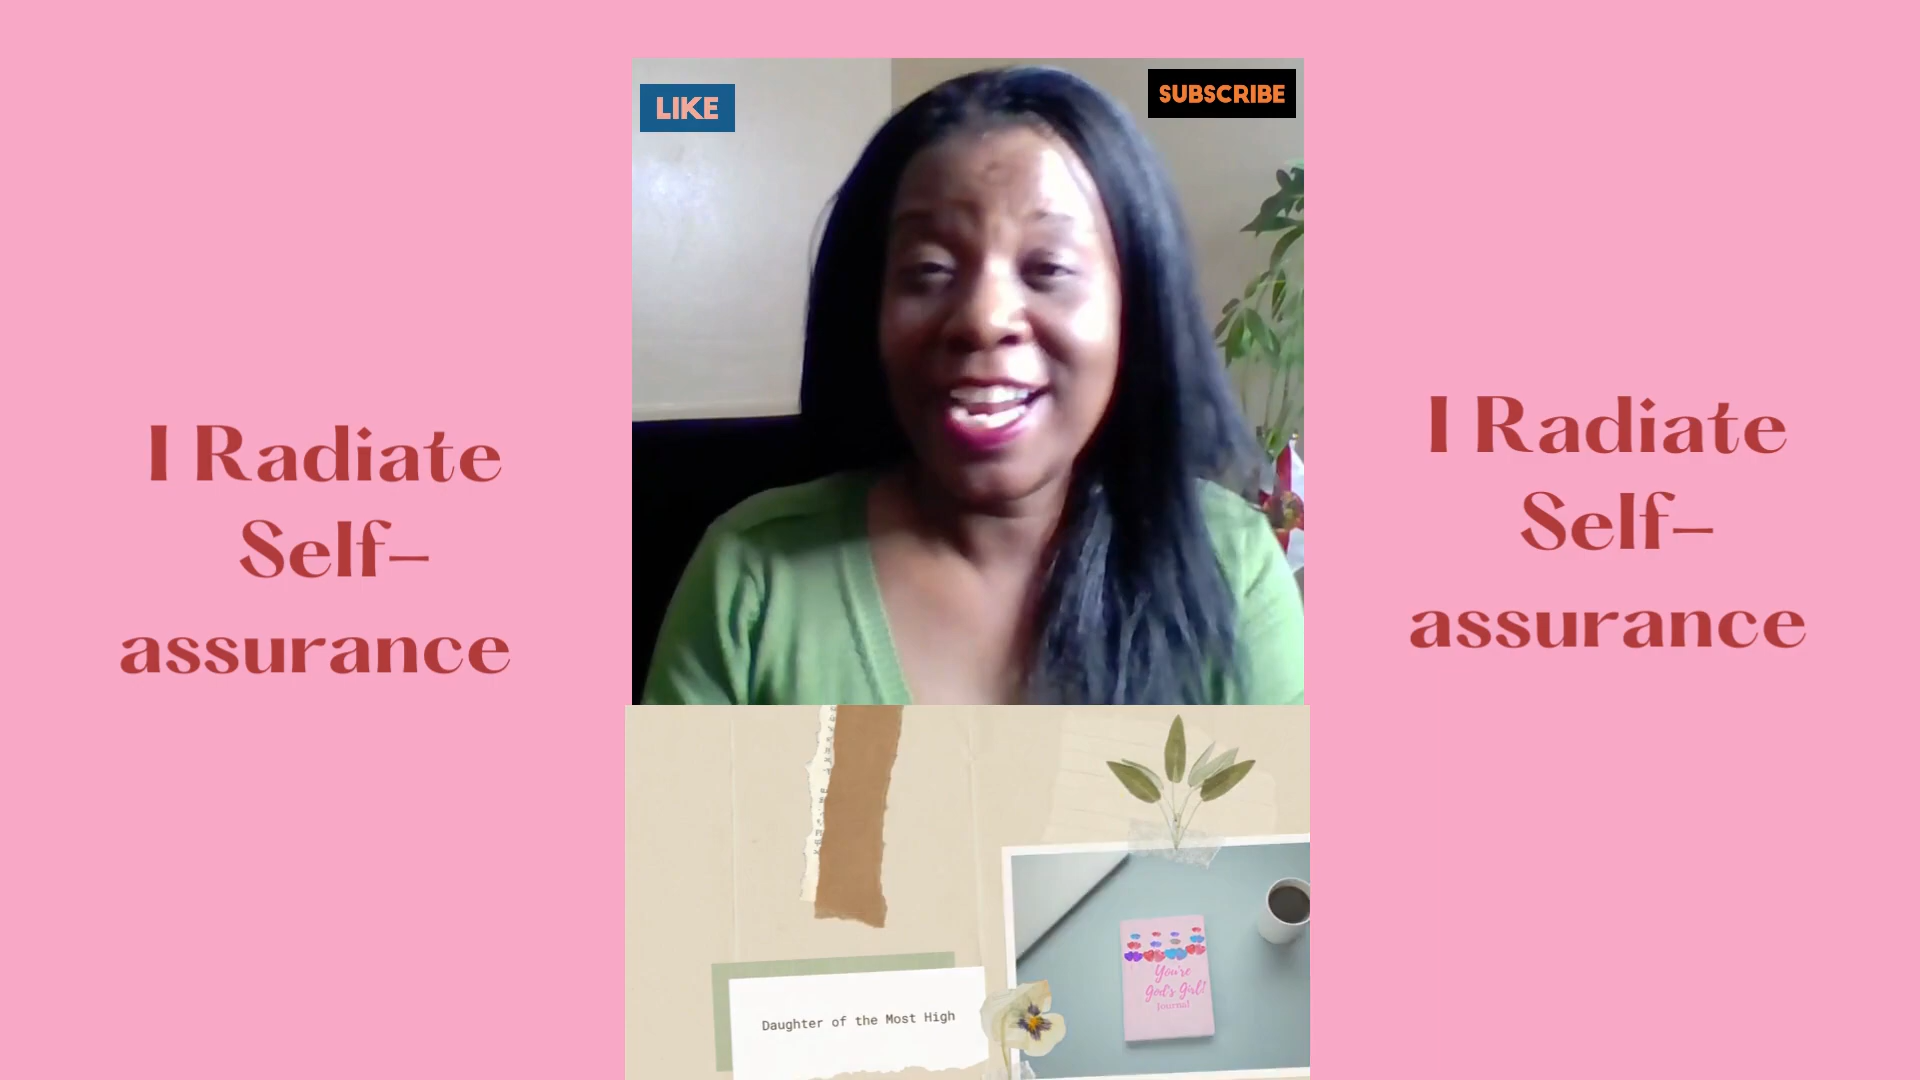 LIKE
SUBSCRIBE
I Radiate
Self-
assurance
I Radiate
Self-
assurance
Daughter of the Most High
You're
God's Girl!
Journal